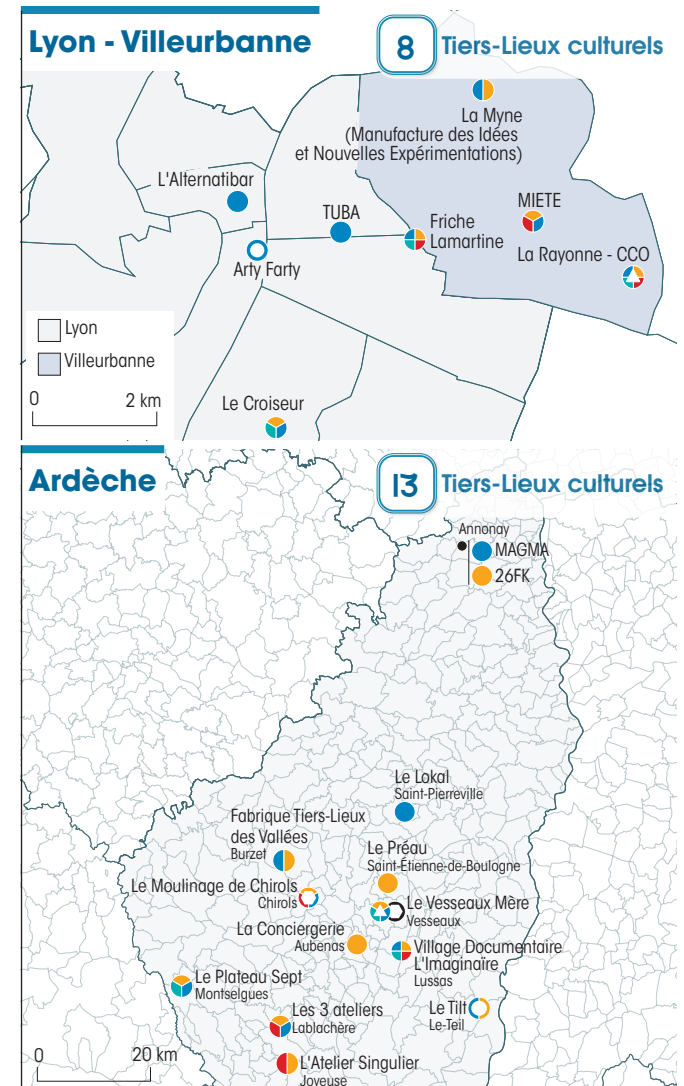 Lyon - Villeurbanne
8 Tiers-Lieux culturels
La Myne
(Manufacture des Idées
et Nouvelles Expérimentations)
L'Alternatibar
TUBA
MIETE
Friche
Lamartine
La Rayonne - CCO
Arty Farty
Lyon
Villeurbanne
0 2 km
Le Croiseur
Ardèche
13 Tiers-Lieux culturels
Annonay
MAGMA
26FK
Le Lokal
Saint-Pierreville
Fabrique Tiers-Lieux
des Vallées
Burzet
Le Préau
Saint-Étienne-de-Boulogne
Le Moulinage de Chirols
Chirols
Le Vesseaux Mère
Vesseaux
La Conciergerie
Aubenas
Village Documentaire
L'Imaginaïre
Lussas
Le Plateau Sept
Montselgues
Le Tilt
Le-Teil
Les 3 ateliers
Lablachère
0 20 km
L'Atelier Singulier
Joyeuse